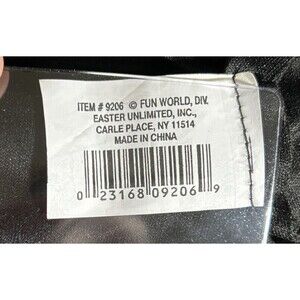 ITEM # 9206 © FUN WORLD, DIV.
EASTER UNLIMITED, INC.,
CARLE PLACE, NY 11514
MADE IN CHINA
0 23168 09206 9